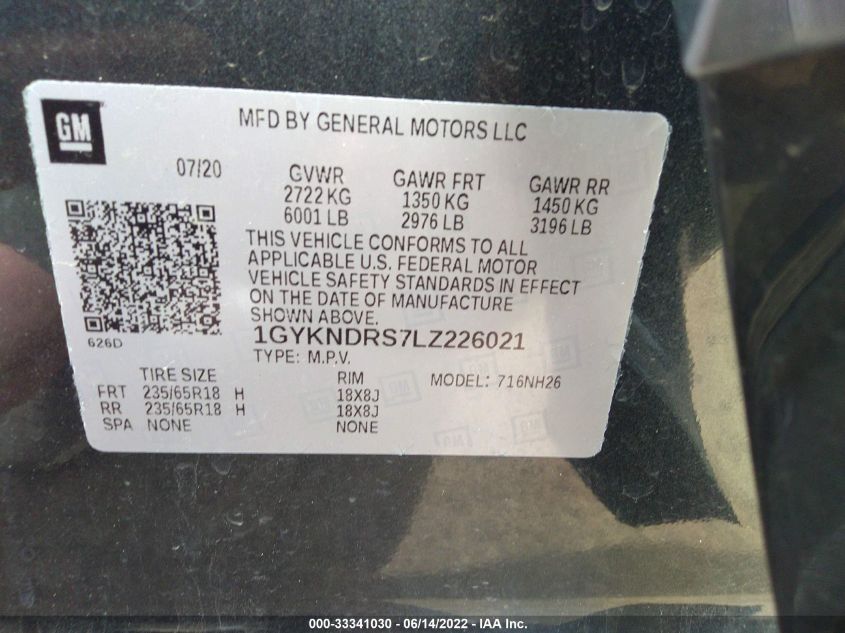 GM
MFD BY GENERAL MOTORS LLC
07/20
GVWR
2722 KG
6001 LB
GAWR FRT
1350 KG
2976 LB
GAWR RR
1450 KG
3196 LB
THIS VEHICLE CONFORMS TO ALL
APPLICABLE U.S. FEDERAL MOTOR
VEHICLE SAFETY STANDARDS IN EFFECT
ON THE DATE OF MANUFACTURE
SHOWN ABOVE.
626D
1GYKNDRS7LZ226021
TYPE: M.P.V.
TIRE SIZE
RIM
MODEL: 716NH26
FRT 235/65R18 H 18X8J
RR 235/65R18 H 18X8J
SPA NONE NONE
000-33341030 - 06/14/2022 - IAA Inc.